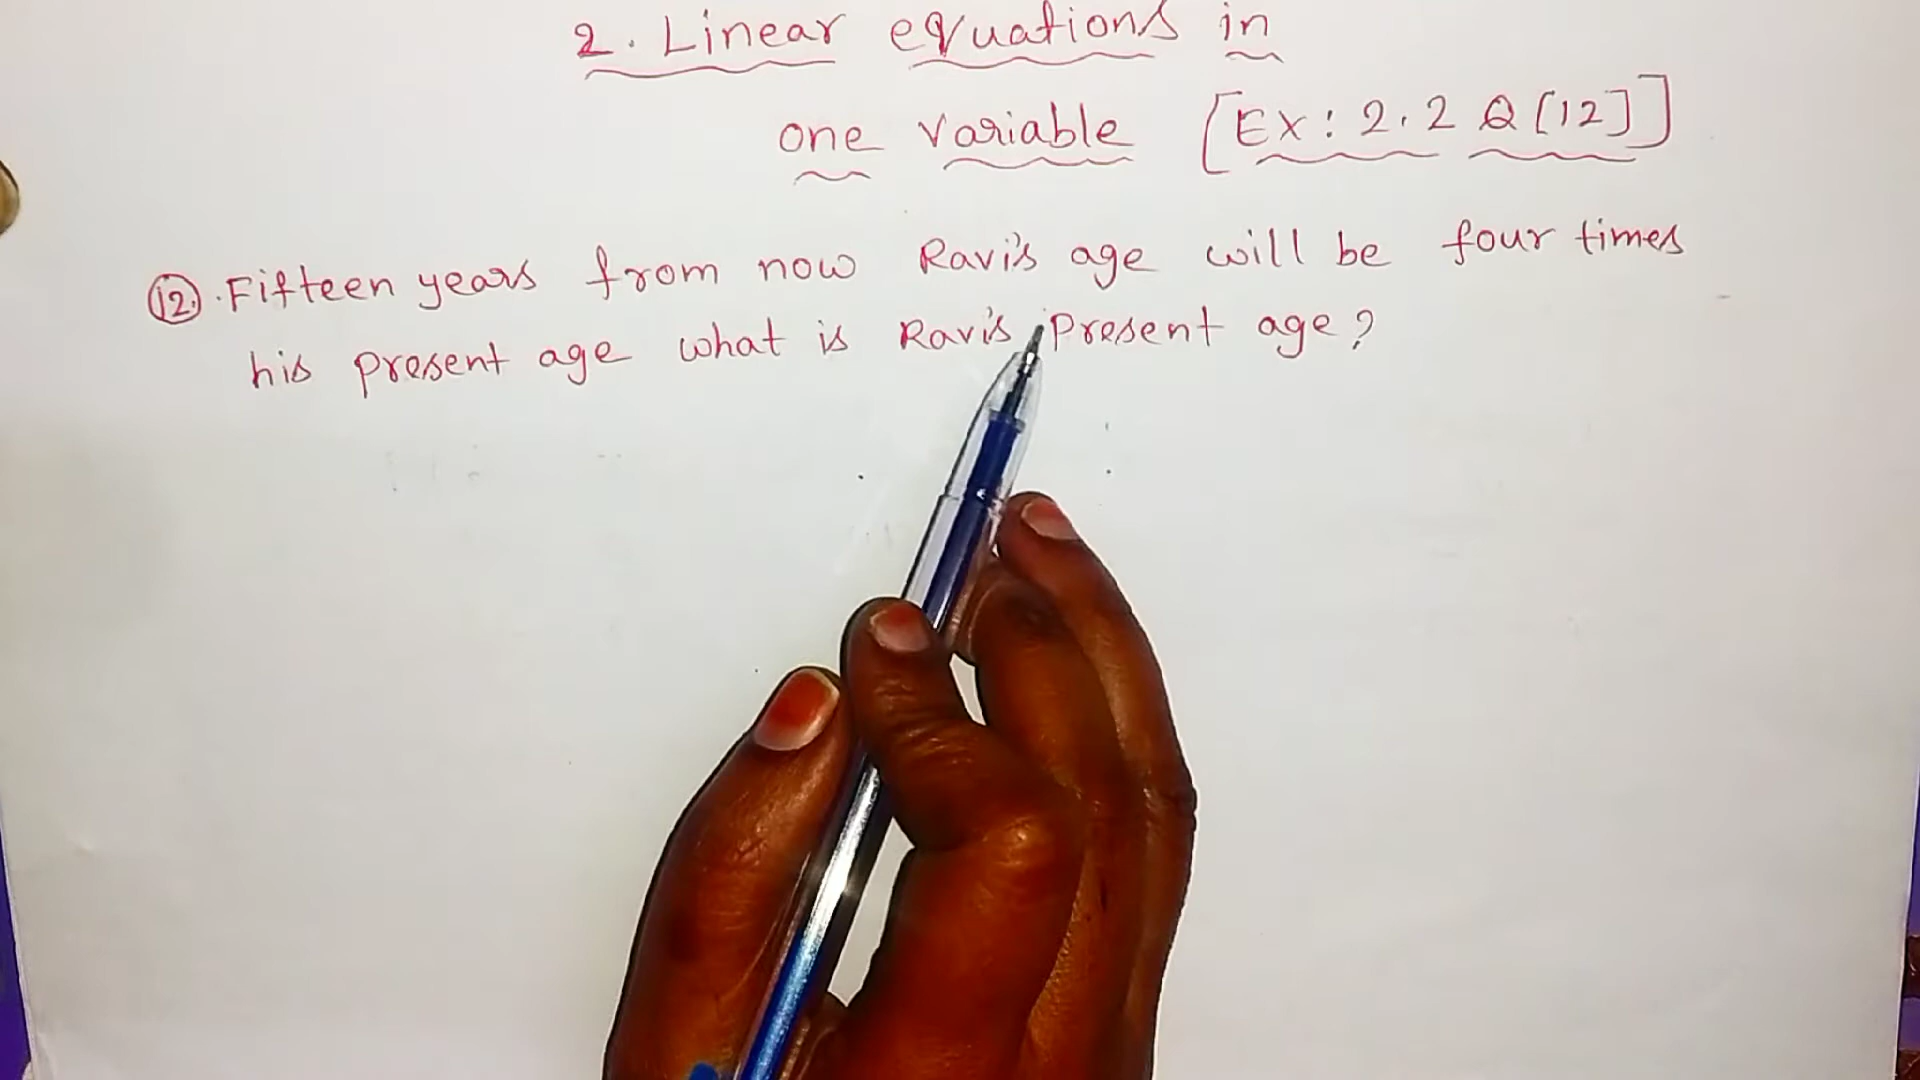 2. Linear equations in
one variable [Ex: 2.2 Q[12]]
12. Fifteen years from now Ravi's age will be four times
his present age what is Ravi's Present age?